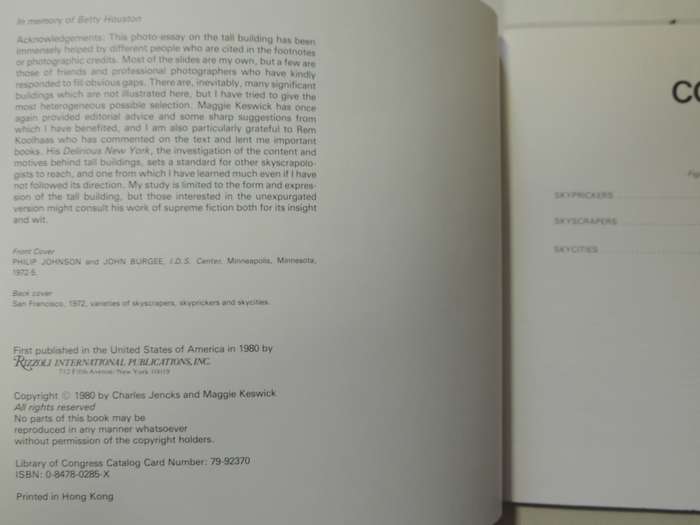 In memory of Betty Houston
Acknowledgements: This photo-essay on the tall building has been
immensely helped by different people who are cited in the footnotes
or photographic credits. Most of the slides are my own, but a few are
those of friends and professional photographers who have kindly
responded to fill obvious gaps. There are, inevitably, many significant
buildings which are not illustrated here, but I have tried to give the
most heterogeneous possible selection. Maggie Keswick has once
again provided editorial advice and some sharp suggestions from
which I have benefited, and I am also particularly grateful to Rem
Koolhaas who has commented on the text and lent me important
books. His Delirious New York, the investigation of the content and
motives behind tall buildings, sets a standard for other skyscrapolo-
gists to reach, and one from which I have learned much even if I have
not followed its direction. My study is limited to the form and expres-
sion of the tall building, but those interested in the unexpurgated
version might consult his work of supreme fiction both for its insight
and wit.
Front Cover
PHILIP JOHNSON and JOHN BURGEE, I.D.S. Center, Minneapolis, Minnesota,
1972-5.
Back cover
San Francisco, 1972, varieties of skyscrapers, skyprickers and skycities.
First published in the United States of America in 1980 by
RIZZOLI INTERNATIONAL PUBLICATIONS, INC.
712 Fifth Avenue/New York 10019
Copyright © 1980 by Charles Jencks and Maggie Keswick
All rights reserved
No parts of this book may be
reproduced in any manner whatsoever
without permission of the copyright holders.
Library of Congress Catalog Card Number: 79-92370
ISBN: 0-8478-0285-X
Printed in Hong Kong
CO
SKYPRICKERS
SKYSCRAPERS
SKYCITIES